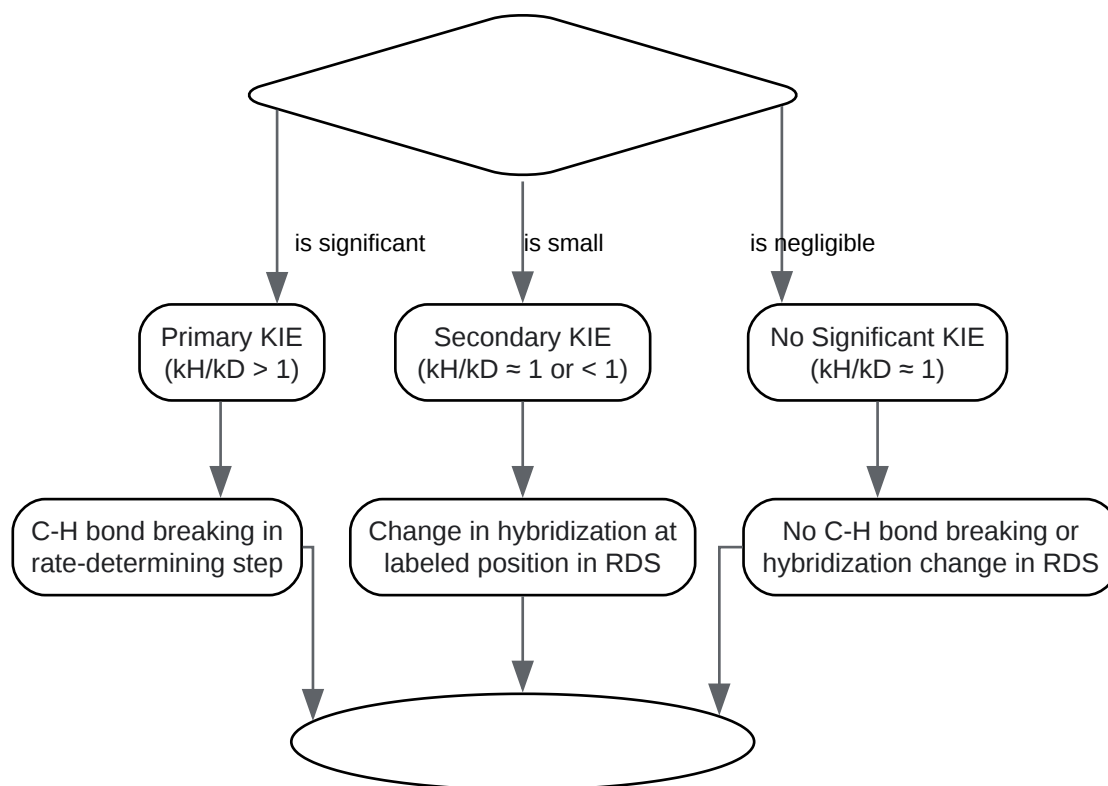 is significant
is small
is negligible
Primary KIE
(kH/kD > 1)
Secondary KIE
(kH/kD ≈ 1 or < 1)
No Significant KIE
(kH/kD ≈ 1)
C-H bond breaking in
rate-determining step
Change in hybridization at
labeled position in RDS
No C-H bond breaking or
hybridization change in RDS